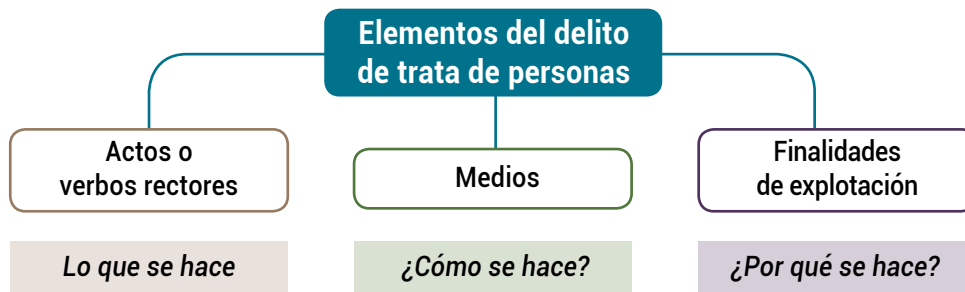 Elementos del delito
de trata de personas
Actos o
verbos rectores
Medios
Finalidades
de explotación
Lo que se hace
¿Cómo se hace?
¿Por qué se hace?